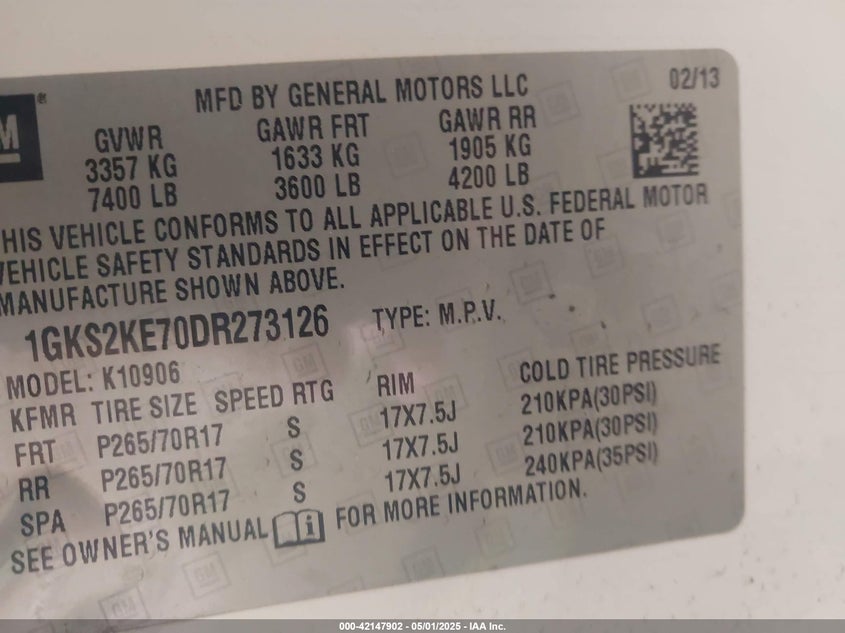 MFD BY GENERAL MOTORS LLC 02/13
M ®
GVWR GAWR FRT GAWR RR
3357 KG 1633 KG 1905 KG
7400 LB 3600 LB 4200 LB
HIS VEHICLE CONFORMS TO ALL APPLICABLE U.S. FEDERAL MOTOR
VEHICLE SAFETY STANDARDS IN EFFECT ON THE DATE OF
MANUFACTURE SHOWN ABOVE.
1GKS2KE70DR273126 TYPE: M.P.V.
MODEL: K10906
KFMR TIRE SIZE SPEED RTG RIM COLD TIRE PRESSURE
FRT P265/70R17 S 17X7.5J 210KPA(30PSI)
RR P265/70R17 S 17X7.5J 210KPA(30PSI)
SPA P265/70R17 S 17X7.5J 240KPA(35PSI)
SEE OWNER'S MANUAL i FOR MORE INFORMATION.
000-42147902 - 05/01/2025 - IAA Inc.